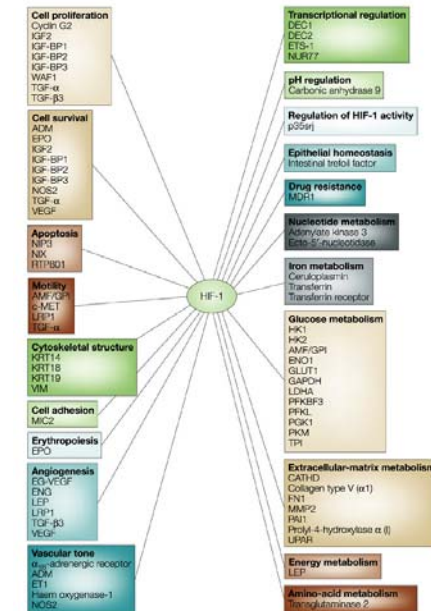 Cell proliferation
Cyclin G2
IGF2
IGF-BP1
IGF-BP2
IGF-BP3
WAF1
TGF-α
TGF-β3
Cell survival
ADM
EPO
IGF2
IGF-BP1
IGF-BP2
IGF-BP3
NOS2
TGF-α
VEGF
Apoptosis
NIP3
NIX
RTP801
Motility
AMF/GPI
c-MET
LRP1
TGF-α
Cytoskeletal structure
KRT14
KRT18
KRT19
VIM
Cell adhesion
MIC2
Erythropoiesis
EPO
Angiogenesis
EG-VEGF
ENG
LEP
LRP1
TGF-β3
VEGF
Vascular tone
α1B-adrenergic receptor
ADM
ET1
Haem oxygenase-1
NOS2
HIF-1
Transcriptional regulation
DEC1
DEC2
ETS-1
NUR77
pH regulation
Carbonic anhydrase 9
Regulation of HIF-1 activity
p35srj
Epithelial homeostasis
Intestinal trefoil factor
Drug resistance
MDR1
Nucleotide metabolism
Adenylate kinase 3
Ecto-5'-nucleotidase
Iron metabolism
Ceruloplasmin
Transferrin
Transferrin receptor
Glucose metabolism
HK1
HK2
AMF/GPI
ENO1
GLUT1
GAPDH
LDHA
PFKBF3
PFKL
PGK1
PKM
TPI
Extracellular-matrix metabolism
CATHD
Collagen type V (α1)
FN1
MMP2
PAI1
Prolyl-4-hydroxylase α (I)
UPAR
Energy metabolism
LEP
Amino-acid metabolism
Transglutaminase 2